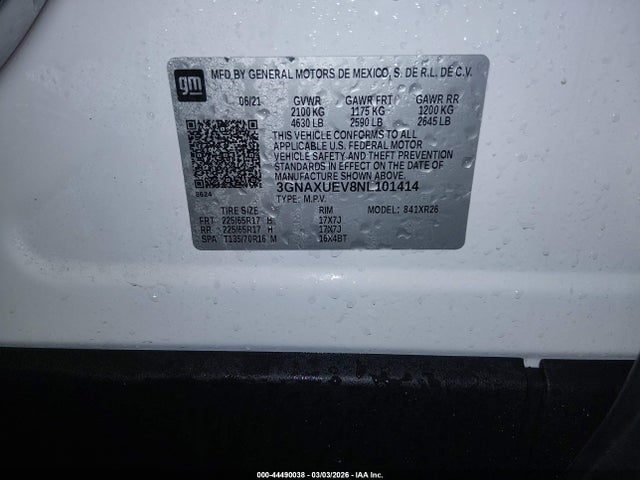 gm
MFD BY GENERAL MOTORS DE MEXICO, S. DE R.L. DE C.V.
06/21 GVWR GAWR FRT GAWR RR
2100 KG 1175 KG 1200 KG
4630 LB 2590 LB 2645 LB
THIS VEHICLE CONFORMS TO ALL
APPLICABLE U.S. FEDERAL MOTOR
VEHICLE SAFETY AND THEFT PREVENTION
STANDARDS IN EFFECT ON THE DATE OF
MANUFACTURE SHOWN ABOVE.
8624 3GNAXUEV8NL101414
TYPE: M.P.V.
TIRE SIZE RIM MODEL: 841XR26
FRT 225/65R17 H 17X7J
RR 225/65R17 H 17X7J
SPA T135/70R16 M 16X4BT
000-44490038 - 03/03/2026 - IAAI.COM